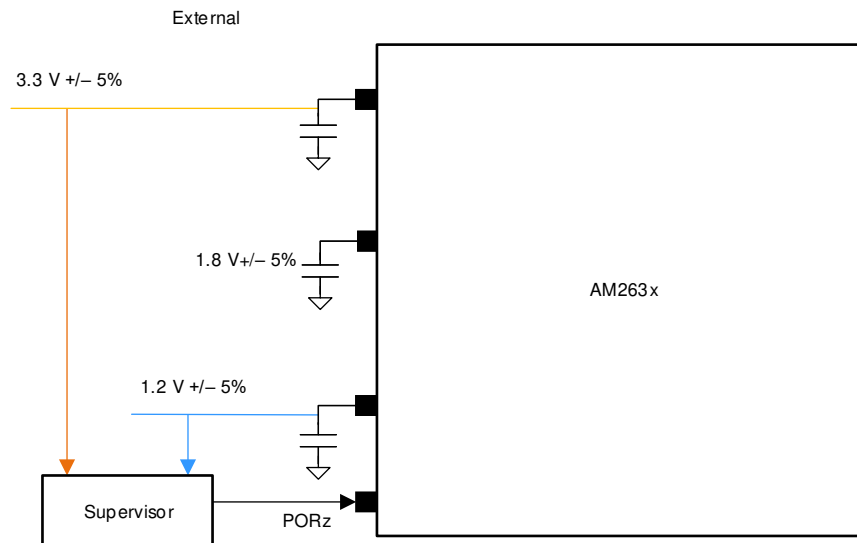 External
3.3 V +/– 5%
1.8 V+/– 5%
AM263x
1.2 V +/– 5%
Supervisor
PORz